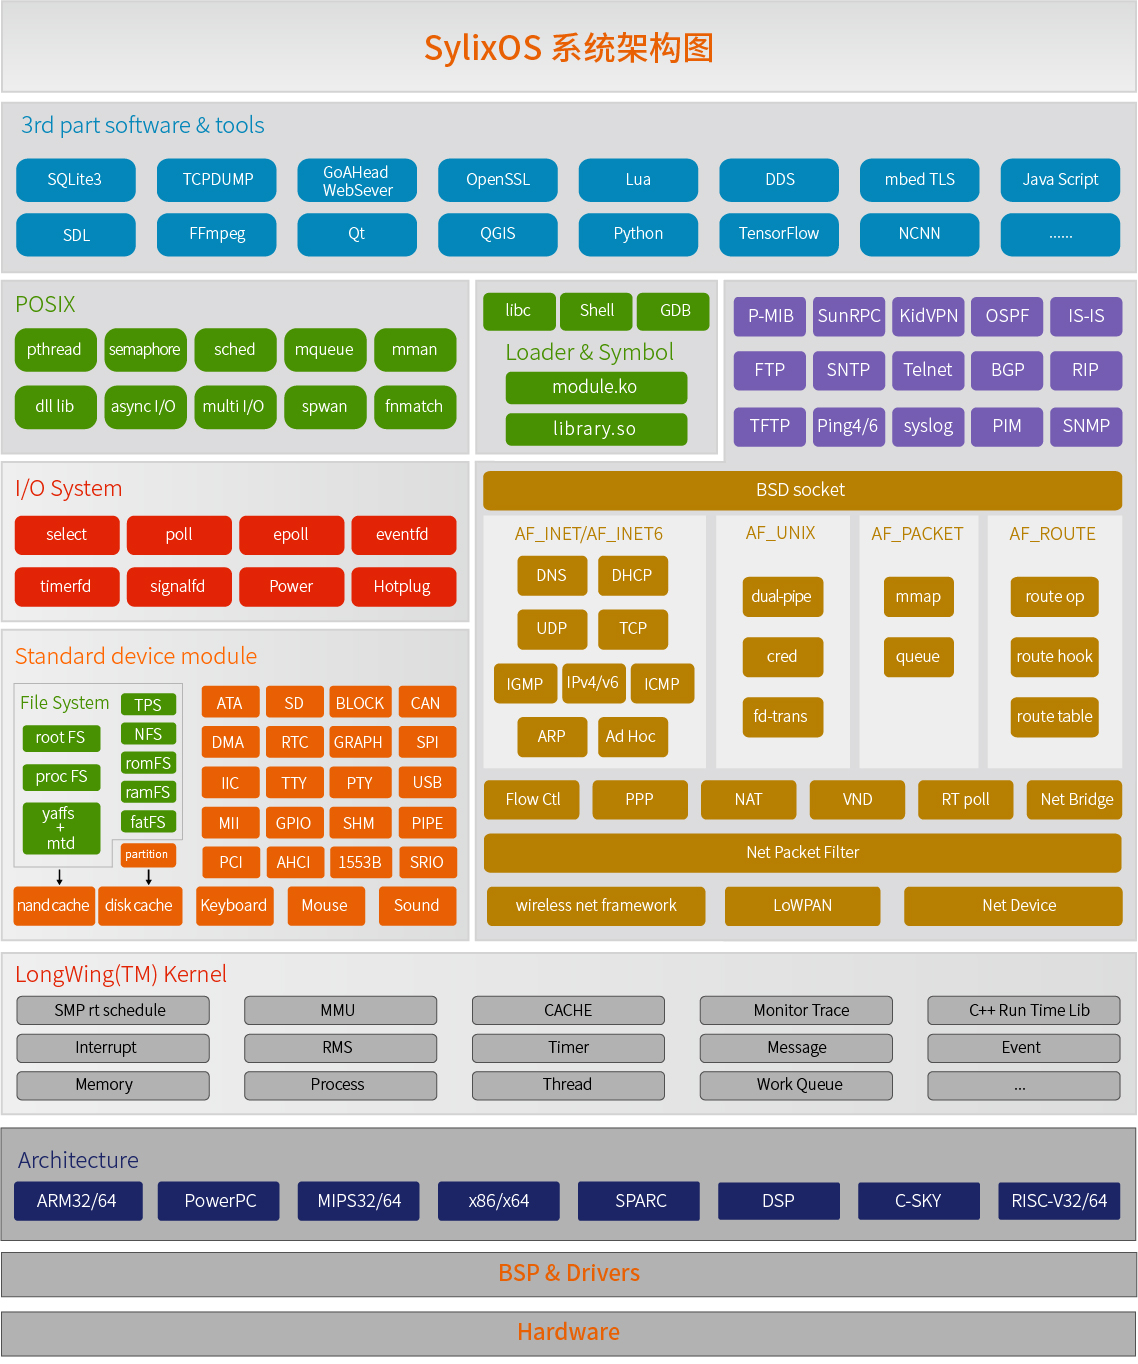 SylixOS 系统架构图
3rd part software & tools
SQLite3
TCPDUMP
GoAHead
WebSever
OpenSSL
Lua
DDS
mbed TLS
Java Script
SDL
FFmpeg
Qt
QGIS
Python
TensorFlow
NCNN
......
POSIX
pthread
semaphore
sched
mqueue
mman
dll lib
async I/O
multi I/O
spwan
fnmatch
libc
Shell
GDB
Loader & Symbol
module.ko
library.so
P-MIB
SunRPC
KidVPN
OSPF
IS-IS
FTP
SNTP
Telnet
BGP
RIP
TFTP
Ping4/6
syslog
PIM
SNMP
I/O System
select
poll
epoll
eventfd
timerfd
signalfd
Power
Hotplug
Standard device module
File System
root FS
proc FS
yaffs
+
mtd
TPS
NFS
romFS
ramFS
fatFS
partition
nand cache
disk cache
ATA
SD
BLOCK
CAN
DMA
RTC
GRAPH
SPI
IIC
TTY
PTY
USB
MII
GPIO
SHM
PIPE
PCI
AHCI
1553B
SRIO
Keyboard
Mouse
Sound
BSD socket
AF_INET/AF_INET6
DNS
DHCP
UDP
TCP
IGMP
IPv4/v6
ICMP
ARP
Ad Hoc
AF_UNIX
dual-pipe
cred
fd-trans
AF_PACKET
mmap
queue
AF_ROUTE
route op
route hook
route table
Flow Ctl
PPP
NAT
VND
RT poll
Net Bridge
Net Packet Filter
wireless net framework
LoWPAN
Net Device
LongWing(TM) Kernel
SMP rt schedule
MMU
CACHE
Monitor Trace
C++ Run Time Lib
Interrupt
RMS
Timer
Message
Event
Memory
Process
Thread
Work Queue
...
Architecture
ARM32/64
PowerPC
MIPS32/64
x86/x64
SPARC
DSP
C-SKY
RISC-V32/64
BSP & Drivers
Hardware